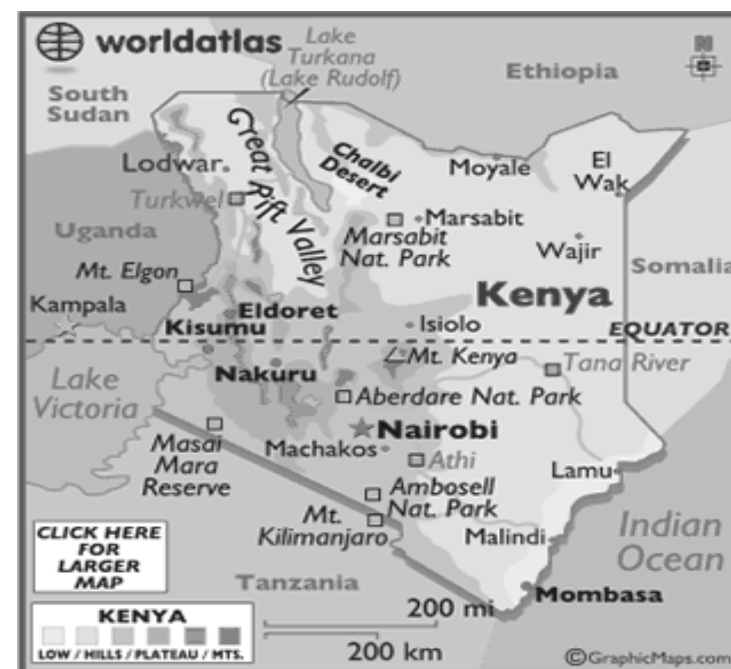 worldatlas
Lake
Turkana
(Lake Rudolf)
N
Ethiopia
South
Sudan
Great
Rift Valley
Chalbi
Desert
Moyale
El
Wak
Lodwar
Turkwel
Marsabit
Marsabit
Nat. Park
Wajir
Uganda
Somalia
Mt. Elgon
Kenya
Kampala
Eldoret
Kisumu
Isiolo
EQUATOR
Mt. Kenya
Tana River
Lake
Victoria
Nakuru
Aberdare Nat. Park
Nairobi
Masai
Mara
Reserve
Machakos
Athi
Lamu
Ambosell
Nat. Park
Mt.
Kilimanjaro
Malindi
Indian
Ocean
CLICK HERE
FOR
LARGER
MAP
Tanzania
Mombasa
KENYA
LOW / HILLS / PLATEAU / MTS.
200 mi
200 km
©GraphicMaps.com